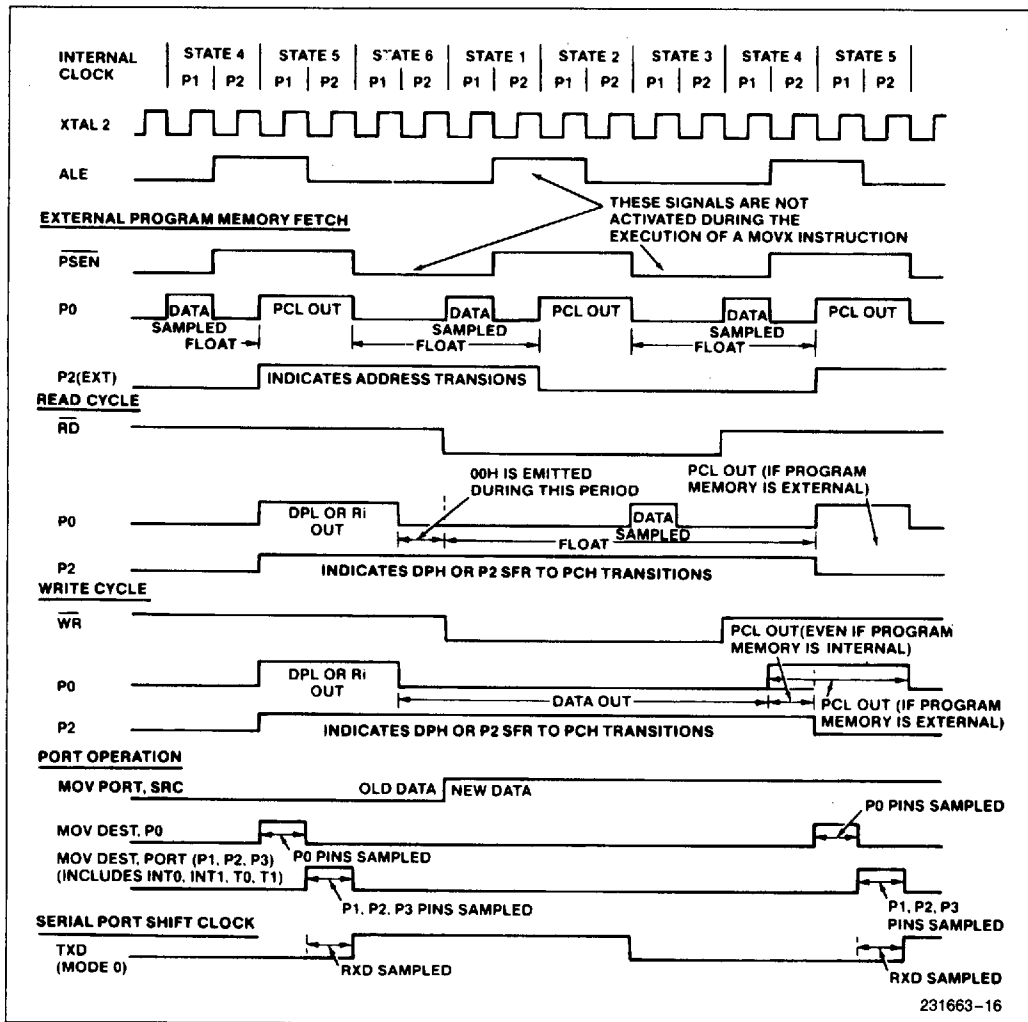 INTERNAL CLOCK
STATE 4 STATE 5 STATE 6 STATE 1 STATE 2 STATE 3 STATE 4 STATE 5
P1 P2 P1 P2 P1 P2 P1 P2 P1 P2 P1 P2 P1 P2 P1 P2
XTAL 2
ALE
THESE SIGNALS ARE NOT
ACTIVATED DURING THE
EXECUTION OF A MOVX INSTRUCTION
EXTERNAL PROGRAM MEMORY FETCH
PSEN
P0
DATA PCL OUT DATA PCL OUT DATA PCL OUT
SAMPLED SAMPLED SAMPLED
FLOAT FLOAT FLOAT
P2(EXT)
INDICATES ADDRESS TRANSIONS
READ CYCLE
RD
00H IS EMITTED
DURING THIS PERIOD
PCL OUT (IF PROGRAM
MEMORY IS EXTERNAL)
P0
DPL OR Ri
OUT
DATA
SAMPLED
FLOAT
P2
INDICATES DPH OR P2 SFR TO PCH TRANSITIONS
WRITE CYCLE
WR
PCL OUT(EVEN IF PROGRAM
MEMORY IS INTERNAL)
P0
DPL OR Ri
OUT
DATA OUT
PCL OUT (IF PROGRAM
MEMORY IS EXTERNAL)
P2
INDICATES DPH OR P2 SFR TO PCH TRANSITIONS
PORT OPERATION
MOV PORT, SRC
OLD DATA NEW DATA
P0 PINS SAMPLED
MOV DEST, P0
P0 PINS SAMPLED
MOV DEST, PORT (P1, P2, P3)
(INCLUDES INT0, INT1, T0, T1)
P1, P2, P3 PINS SAMPLED
P1, P2, P3
PINS SAMPLED
SERIAL PORT SHIFT CLOCK
TXD
(MODE 0)
RXD SAMPLED
RXD SAMPLED
231663-16